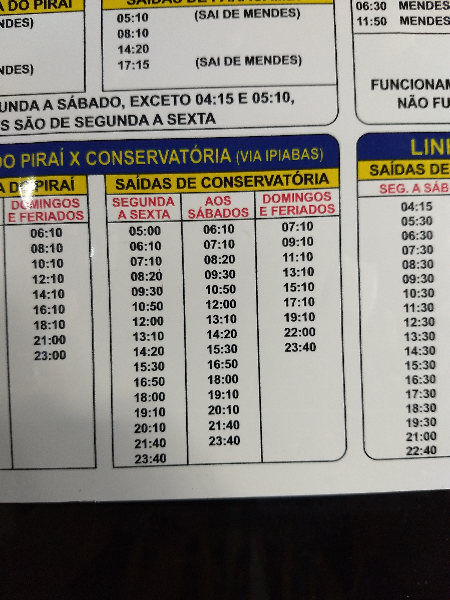 DO PIRAÍ
NDES)
NDES)
05:10 (SAI DE MENDES)
08:10
14:20
17:15 (SAI DE MENDES)
06:30 MENDES
11:50 MENDES
UNDA A SÁBADO, EXCETO 04:15 E 05:10,
S SÃO DE SEGUNDA A SEXTA
FUNCIONAM
NÃO FU
DO PIRAÍ X CONSERVATÓRIA (VIA IPIABAS)
A DO PIRAÍ
DOMINGOS
E FERIADOS
06:10
08:10
10:10
12:10
14:10
16:10
18:10
21:00
23:00
SAÍDAS DE CONSERVATÓRIA
SEGUNDA
A SEXTA
05:00
06:10
07:10
08:20
09:30
10:50
12:00
13:10
14:20
15:30
16:50
18:00
19:10
20:10
21:40
23:40
AOS
SÁBADOS
06:10
07:10
08:20
09:30
10:50
12:00
13:10
14:20
15:30
16:50
18:00
19:10
20:10
21:40
23:40
DOMINGOS
E FERIADOS
07:10
09:10
11:10
13:10
15:10
17:10
19:10
22:00
23:40
LIN
SAÍDAS DE
SEG. A SÁB
04:15
05:30
06:30
07:30
08:30
09:30
10:30
11:30
12:30
13:30
14:30
15:30
16:30
17:30
18:30
19:30
21:00
22:40